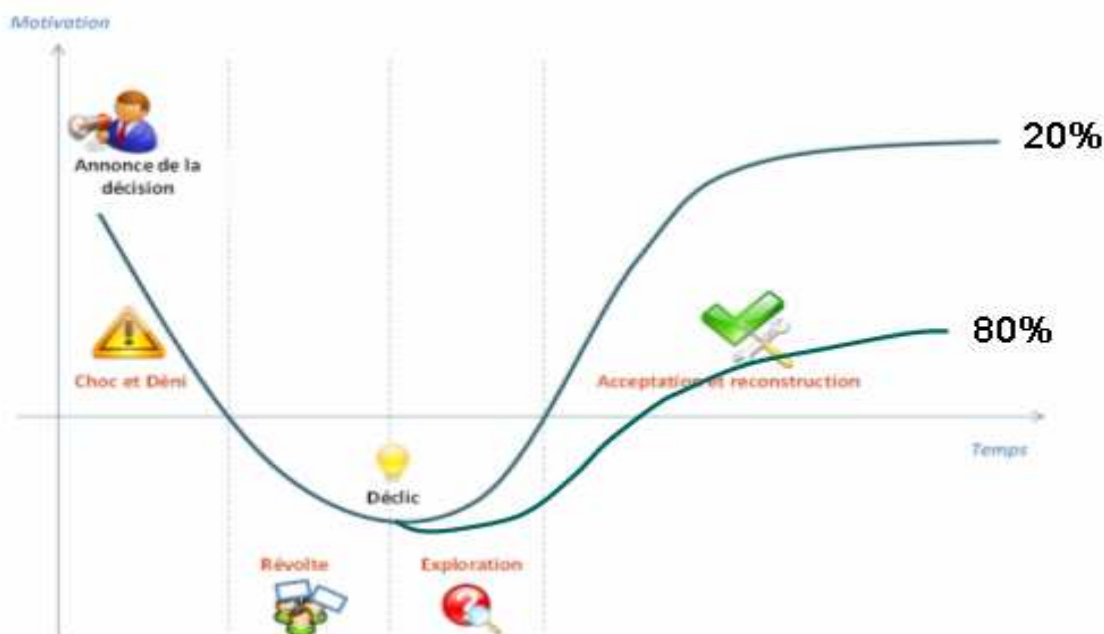 Motivation
20%
Annonce de la
décision
80%
Choc et Déni
Acceptation et reconstruction
Temps
Déclic
Révolte
Exploration